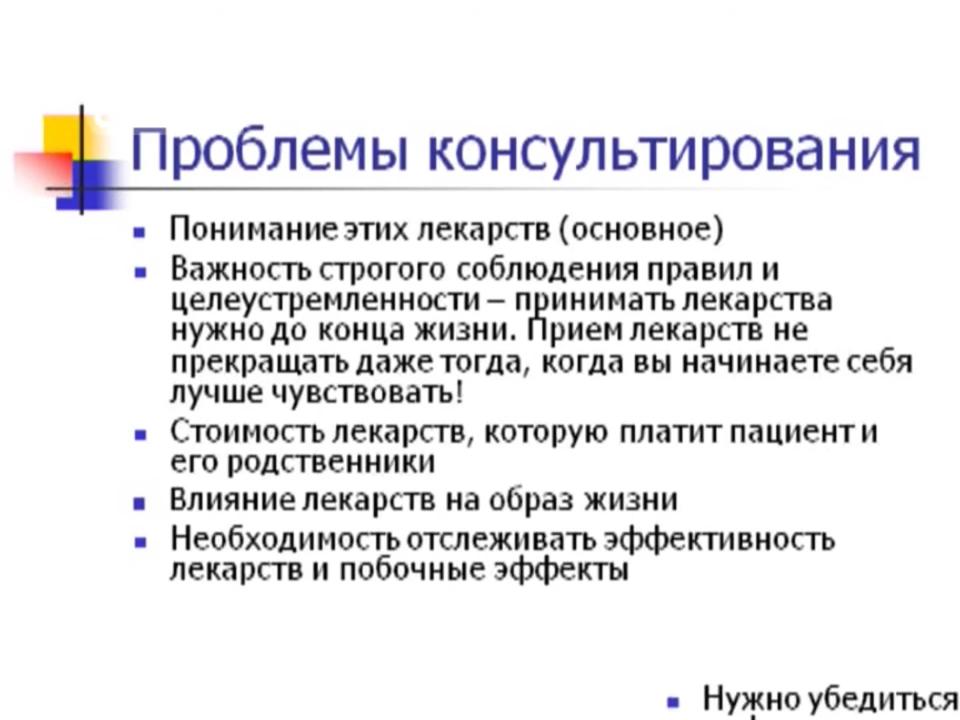 Проблемы консультирования
Понимание этих лекарств (основное)
Важность строгого соблюдения правил и
целеустремленности – принимать лекарства
нужно до конца жизни. Прием лекарств не
прекращать даже тогда, когда вы начинаете себя
лучше чувствовать!
Стоимость лекарств, которую платит пациент и
его родственники
Влияние лекарств на образ жизни
Необходимость отслеживать эффективность
лекарств и побочные эффекты
Нужно убедиться